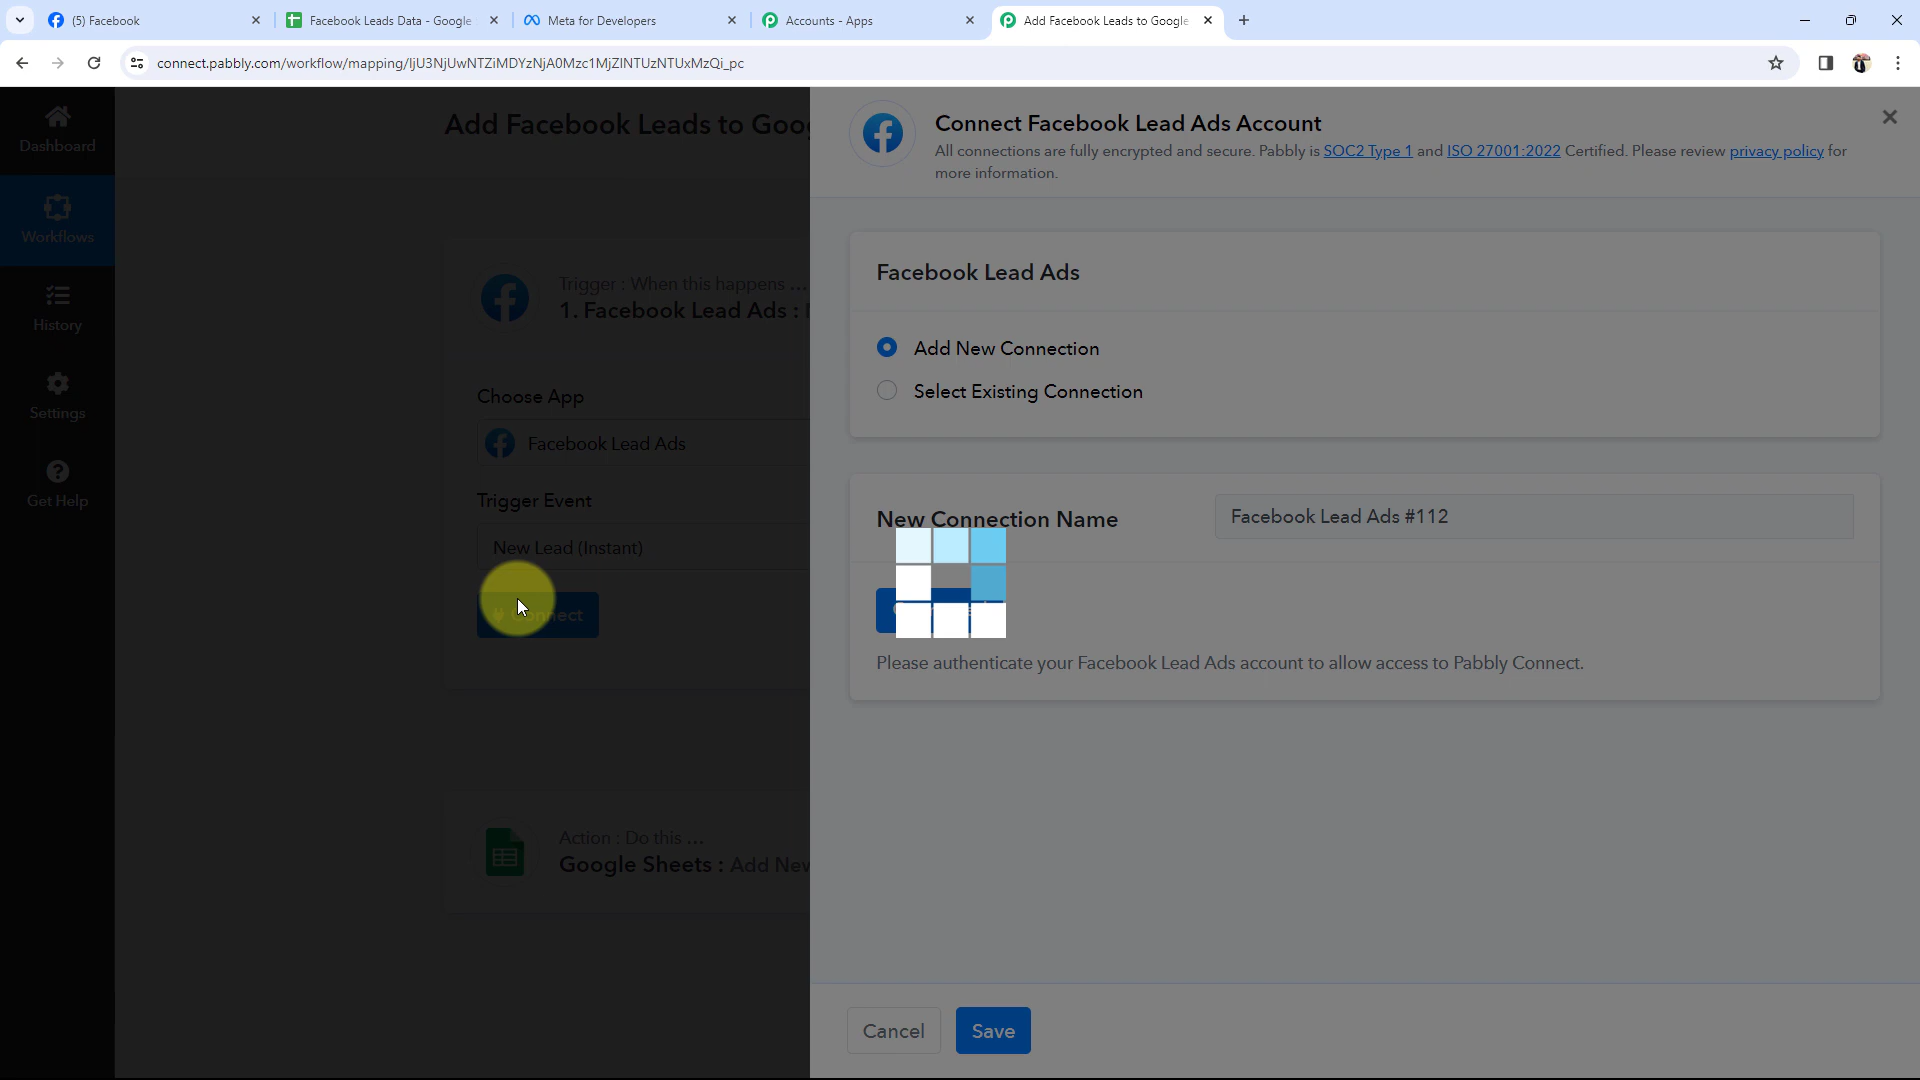 (5) Facebook
Facebook Leads Data - Google
Meta for Developers
Accounts - Apps
Add Facebook Leads to Google
connect.pabbly.com/workflow/mapping/IjU3NjUwNTZiMDYzNjA0Mzc1MjZlNTUzNTUxMzQi_pc
Dashboard
Workflows
History
Settings
Get Help
Add Facebook Leads to Goo
Trigger : When this happens ...
1. Facebook Lead Ads :
Choose App
Facebook Lead Ads
Trigger Event
New Lead (Instant)
Connect
Action : Do this ...
Google Sheets : Add New
Connect Facebook Lead Ads Account
All connections are fully encrypted and secure. Pabbly is SOC2 Type 1 and ISO 27001:2022 Certified. Please review privacy policy for
more information.
Facebook Lead Ads
Add New Connection
Select Existing Connection
New Connection Name
Facebook Lead Ads #112
Please authenticate your Facebook Lead Ads account to allow access to Pabbly Connect.
Cancel
Save